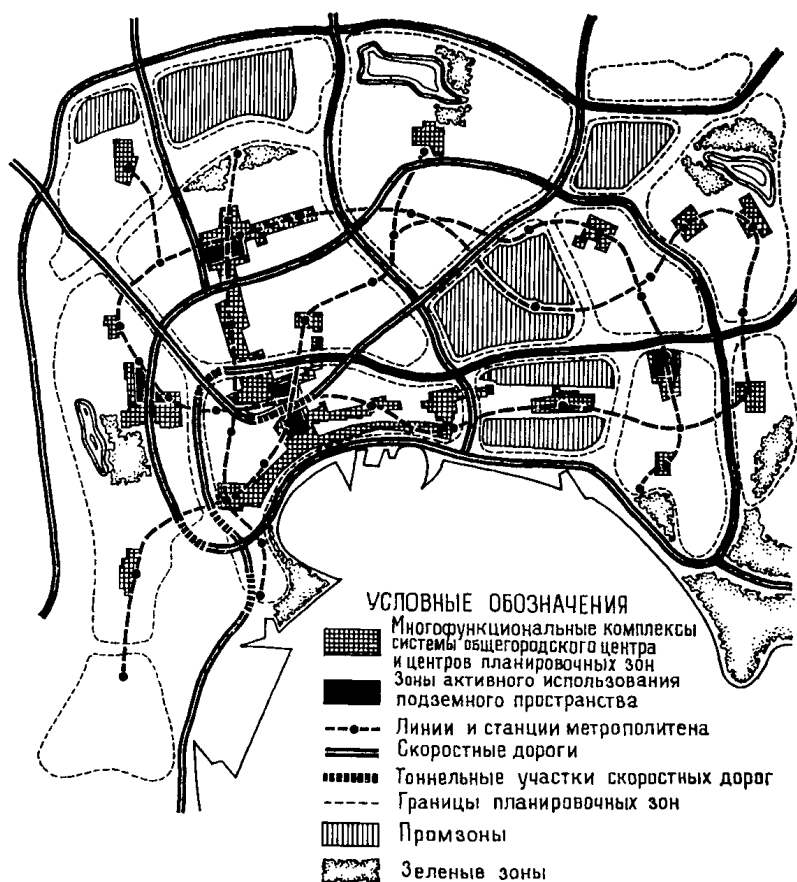 УСЛОВНЫЕ ОБОЗНАЧЕНИЯ
Многофункциональные комплексы
системы общегородского центра
и центров планировочных зон
Зоны активного использования
подземного пространства
Линии и станции метрополитена
Скоростные дороги
Тоннельные участки скоростных дорог
Границы планировочных зон
Промзоны
Зеленые зоны